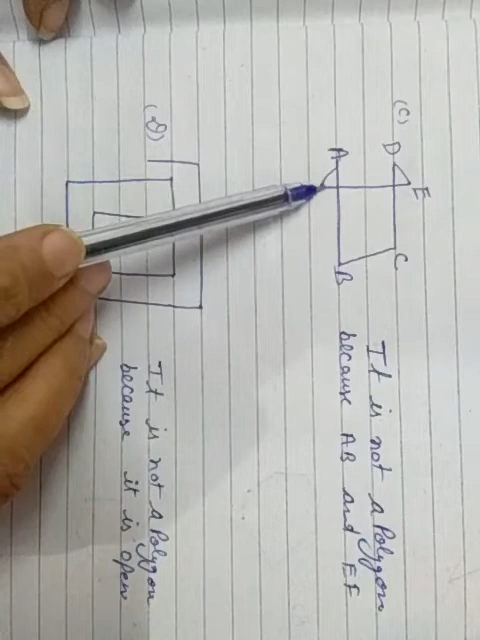 (C)
D
E
A
C
B
It is not a Polygon
because AB and EF
(D)
It is not a Polygon
because it is open